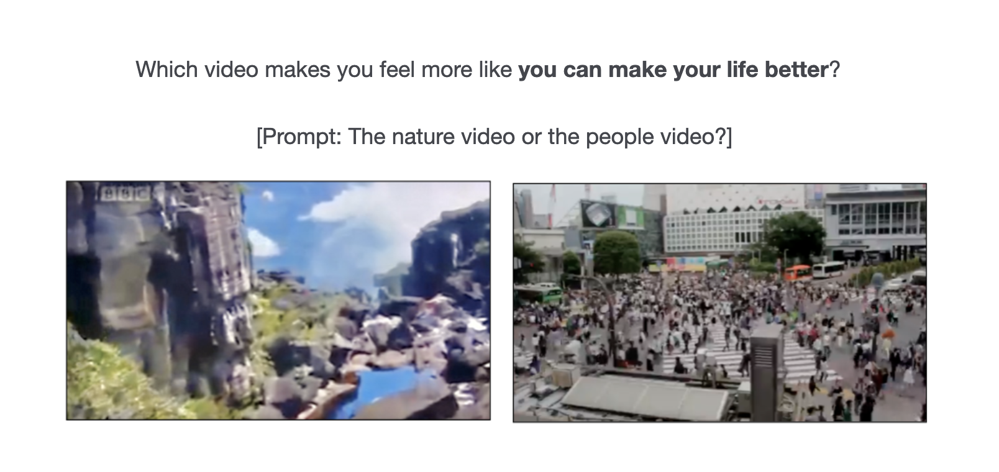 Which video makes you feel more like you can make your life better?
[Prompt: The nature video or the people video?]
BBC